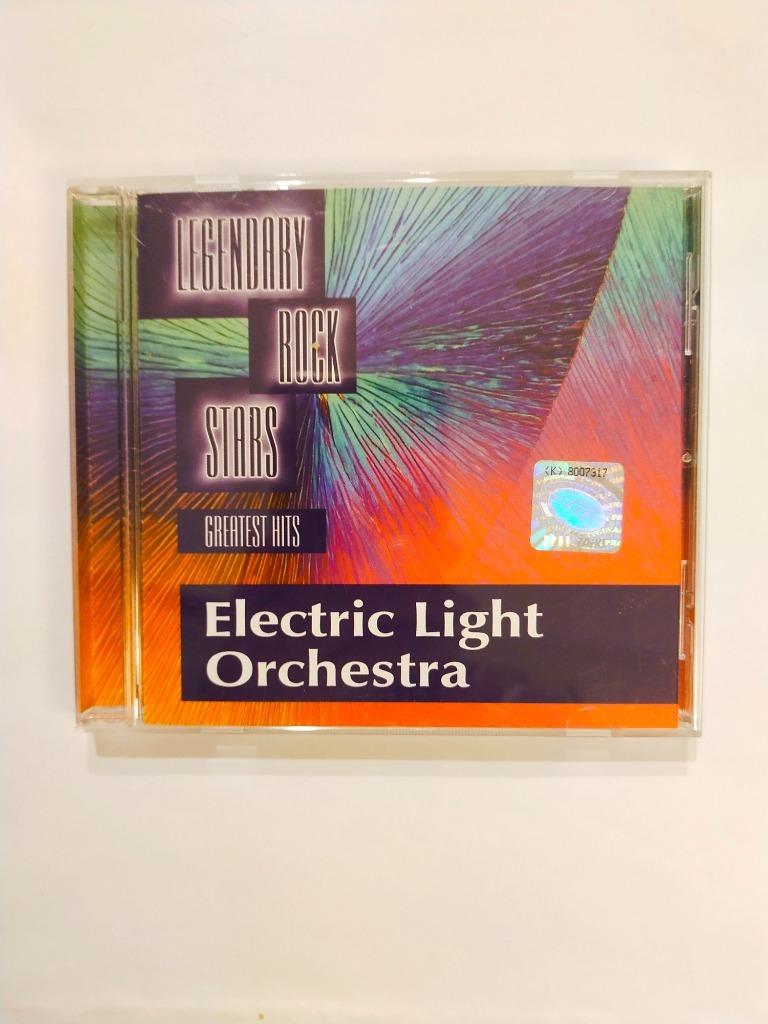 LEGENDARY
ROCK
STARS
GREATEST HITS
(K) 8007317
Electric Light
Orchestra